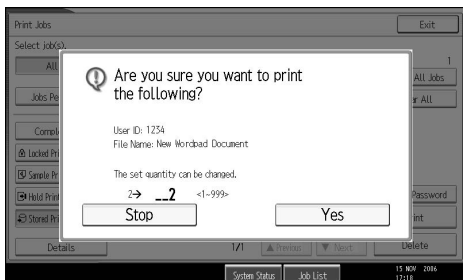 Print Jobs
Exit
Select job(s).
All
1
All Jobs
Are you sure you want to print
the following?
Jobs Pe
ar All
User ID: 1234
File Name: New Wordpad Document
Compl
Locked Pri
Sample Pr
The set quantity can be changed.
Hold Print
Password
2→ __2 <1~999>
Stored Pri
Stop
Yes
int
Details
1/1
Previous
Next
Delete
System Status
Job List
15 NOV 2006
17:18